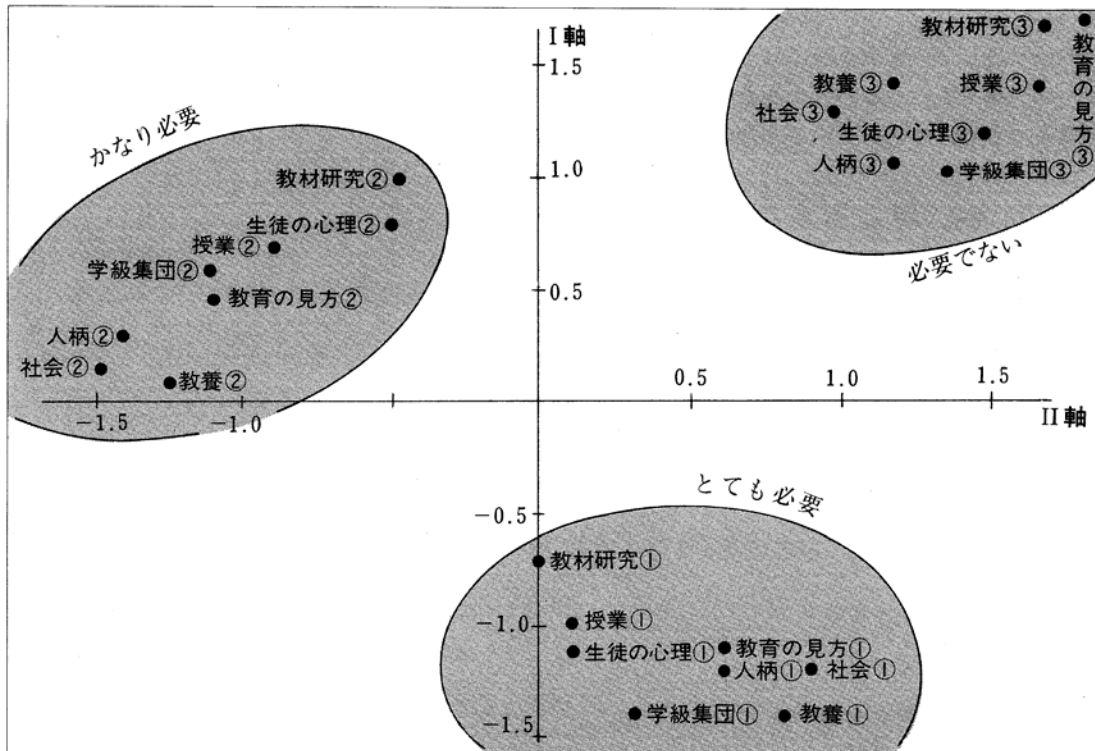 I軸
教材研究③
教育の見方③
1.5
教養③
授業③
社会③
生徒の心理③
人柄③
学級集団③
必要でない
かなり必要
教材研究②
1.0
生徒の心理②
授業②
学級集団②
教育の見方②
0.5
人柄②
社会②
教養②
0.5
1.0
1.5
−1.5
−1.0
II軸
とても必要
−0.5
教材研究①
−1.0
授業①
生徒の心理①
教育の見方①
人柄①
社会①
学級集団①
教養①
−1.5